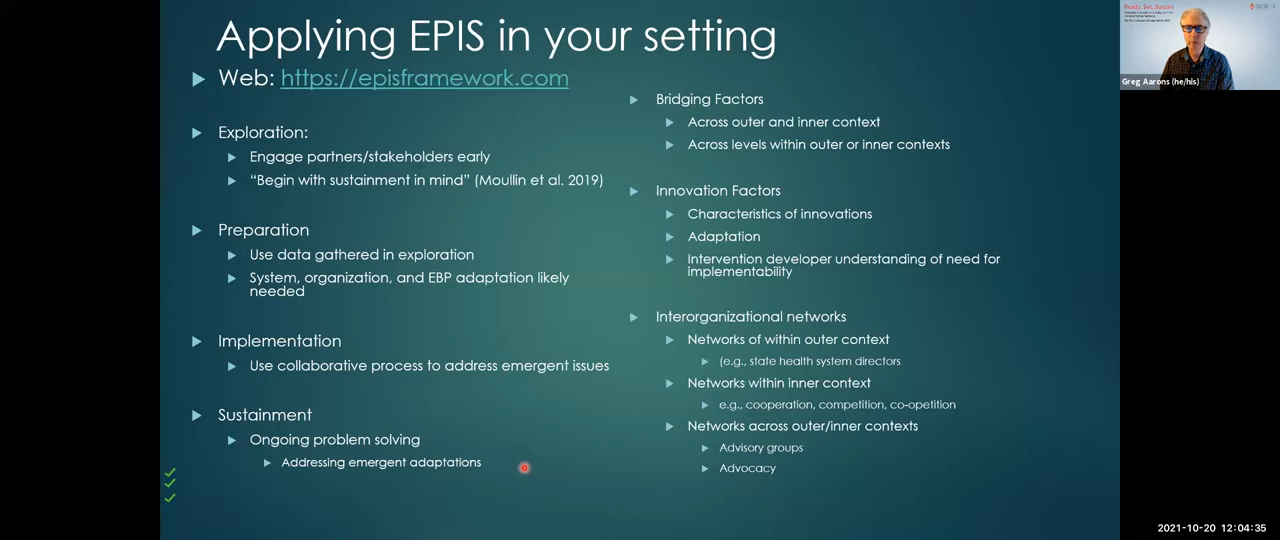 Applying EPIS in your setting
Web: https://episframework.com
Exploration:
Engage partners/stakeholders early
“Begin with sustainment in mind” (Moullin et al. 2019)
Preparation
Use data gathered in exploration
System, organization, and EBP adaptation likely
needed
Implementation
Use collaborative process to address emergent issues
Sustainment
Ongoing problem solving
Addressing emergent adaptations
Bridging Factors
Across outer and inner context
Across levels within outer or inner contexts
Innovation Factors
Characteristics of innovations
Adaptation
Intervention developer understanding of need for
implementability
Interorganizational networks
Networks of within outer context
(e.g., state health system directors
Networks within inner context
e.g., cooperation, competition, co-opetition
Networks across outer/inner contexts
Advisory groups
Advocacy
Ready, Set, Sustain
Greg Aarons (he/his)
2021-10-20 12:04:35